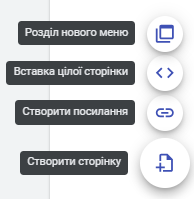 Розділ нового меню
Вставка цілої сторінки
Створити посилання
Створити сторінку